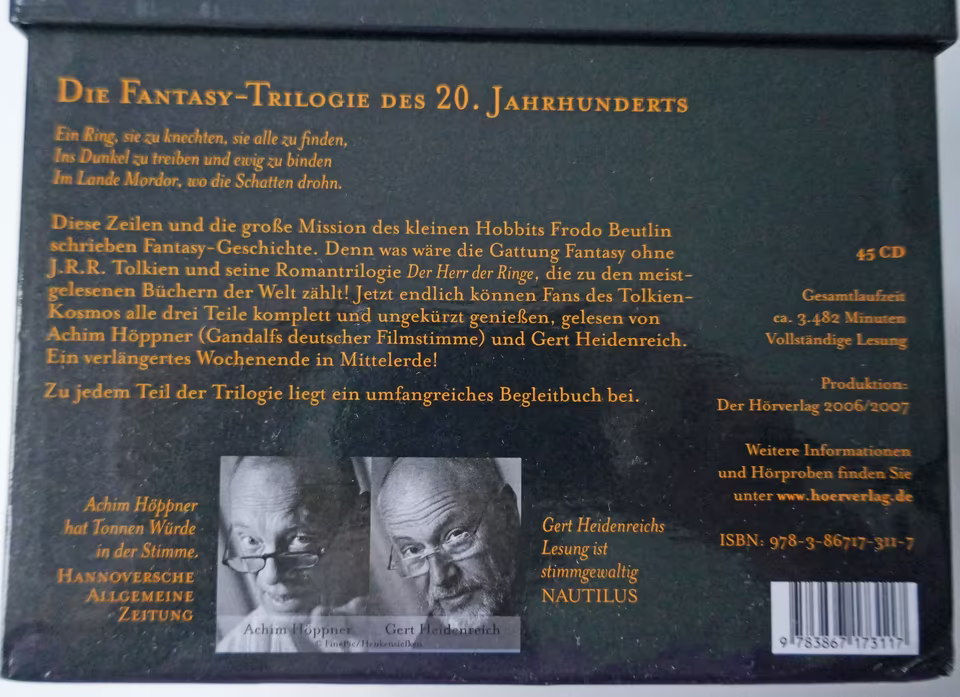 Die Fantasy-Trilogie des 20. Jahrhunderts
Ein Ring, sie zu knechten, sie alle zu finden,
Ins Dunkel zu treiben und ewig zu binden
Im Lande Mordor, wo die Schatten drohn.
Diese Zeilen und die große Mission des kleinen Hobbits Frodo Beutlin
schrieben Fantasy-Geschichte. Denn was wäre die Gattung Fantasy ohne
J.R.R. Tolkien und seine Romantrilogie Der Herr der Ringe, die zu den meist-
gelesenen Büchern der Welt zählt! Jetzt endlich können Fans des Tolkien-
Kosmos alle drei Teile komplett und ungekürzt genießen, gelesen von
Achim Höppner (Gandalfs deutscher Filmstimme) und Gert Heidenreich.
Ein verlängertes Wochenende in Mittelerde!
Zu jedem Teil der Trilogie liegt ein umfangreiches Begleitbuch bei.
45 CD
Gesamtlaufzeit
ca. 3.482 Minuten
Vollständige Lesung
Produktion:
Der Hörverlag 2006/2007
Weitere Informationen
und Hörproben finden Sie
unter www.hoerverlag.de
ISBN: 978-3-86717-311-7
Achim Höppner
hat Tonnen Würde
in der Stimme.
Hannoversche
Allgemeine
Zeitung
Achim Höppner Gert Heidenreich
© FinePic/Henkensiefken
Gert Heidenreichs
Lesung ist
stimmgewaltig
NAUTILUS
9 783867 173117